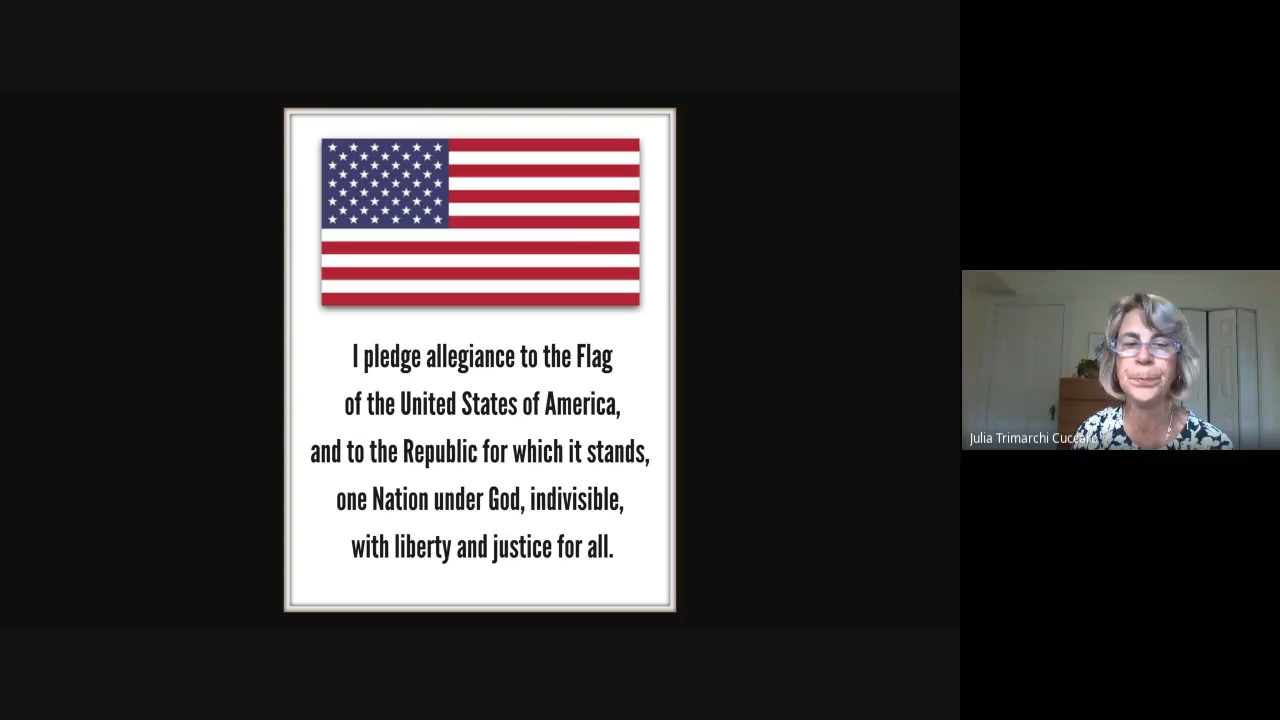 I pledge allegiance to the Flag
of the United States of America,
and to the Republic for which it stands,
one Nation under God, indivisible,
with liberty and justice for all.
Julia Trimarchi Cuccaro